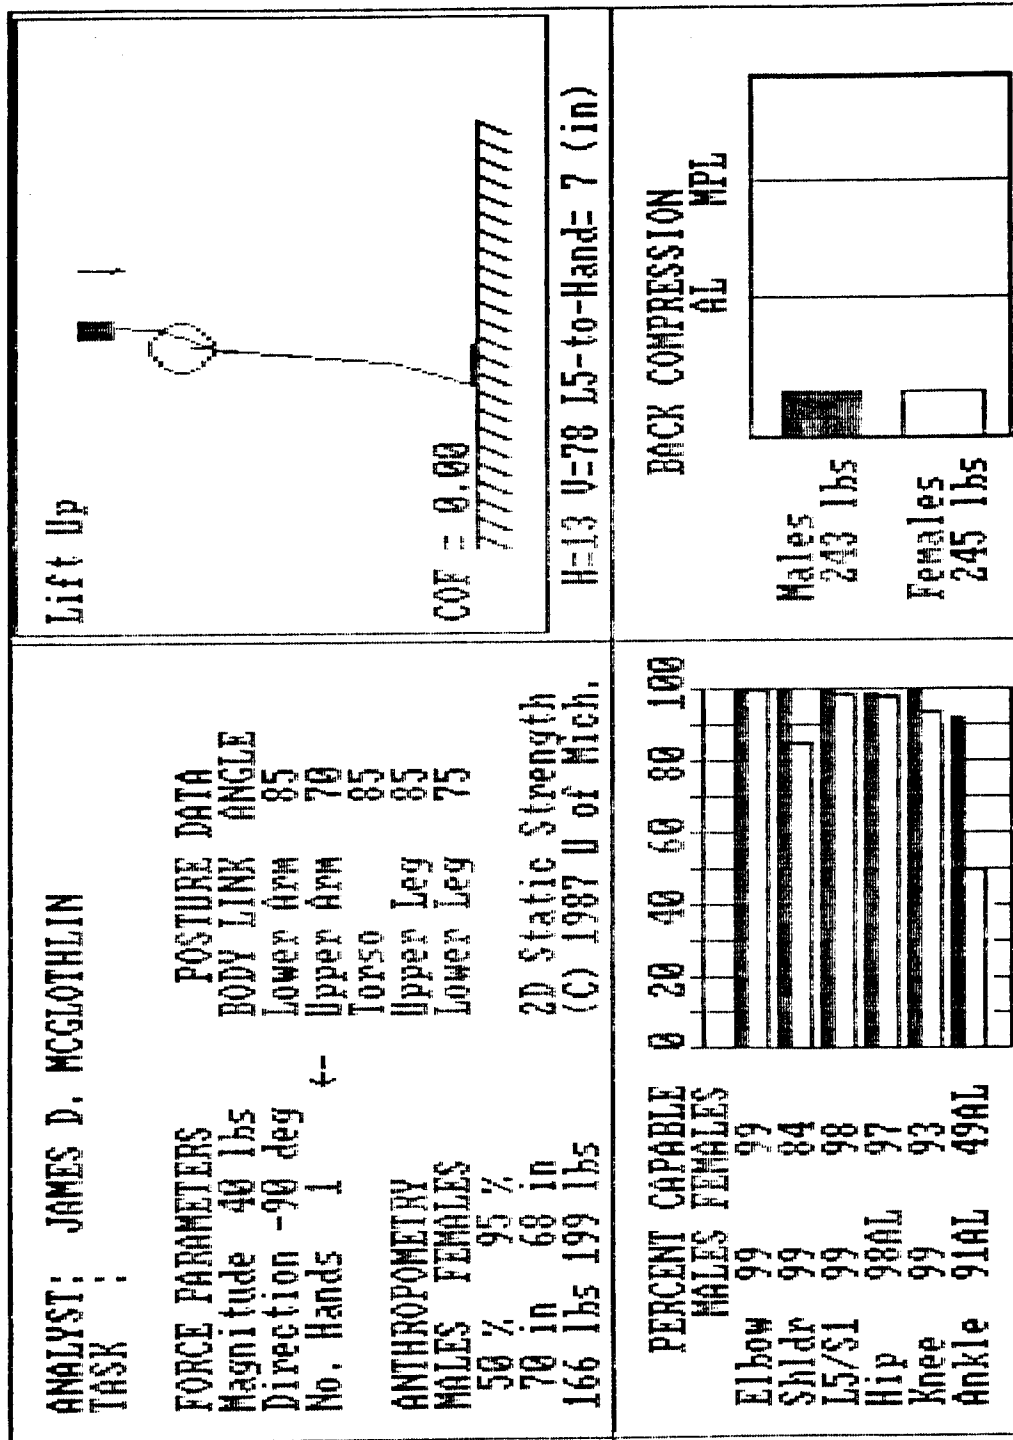 ANALYST: JAMES D. MCGLOTHLIN
TASK :
FORCE PARAMETERS
Magnitude 40 lbs
Direction -90 deg
No. Hands 1 <-
ANTHROPOMETRY
MALES FEMALES
50 % 95 %
70 in 68 in
166 lbs 199 lbs
POSTURE DATA
BODY LINK ANGLE
Lower Arm 85
Upper Arm 70
Torso 85
Upper Leg 85
Lower Leg 75
2D Static Strength
(C) 1987 U of Mich.
Lift Up
COF = 0.00
H=13 V=78 L5-to-Hand= 7 (in)
PERCENT CAPABLE
MALES FEMALES
Elbow 99 99
Shldr 99 84
L5/S1 99 98
Hip 98AL 97
Knee 99 93
Ankle 91AL 49AL
0 20 40 60 80 100
BACK COMPRESSION
AL MPL
Males
243 lbs
Females
245 lbs